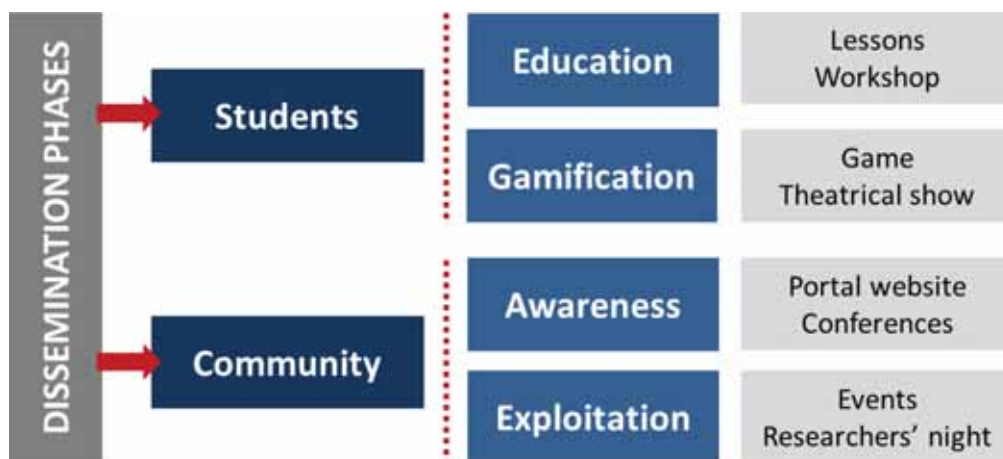 DISSEMINATION PHASES
Students
Education
Lessons
Workshop
Gamification
Game
Theatrical show
Community
Awareness
Portal website
Conferences
Exploitation
Events
Researchers' night